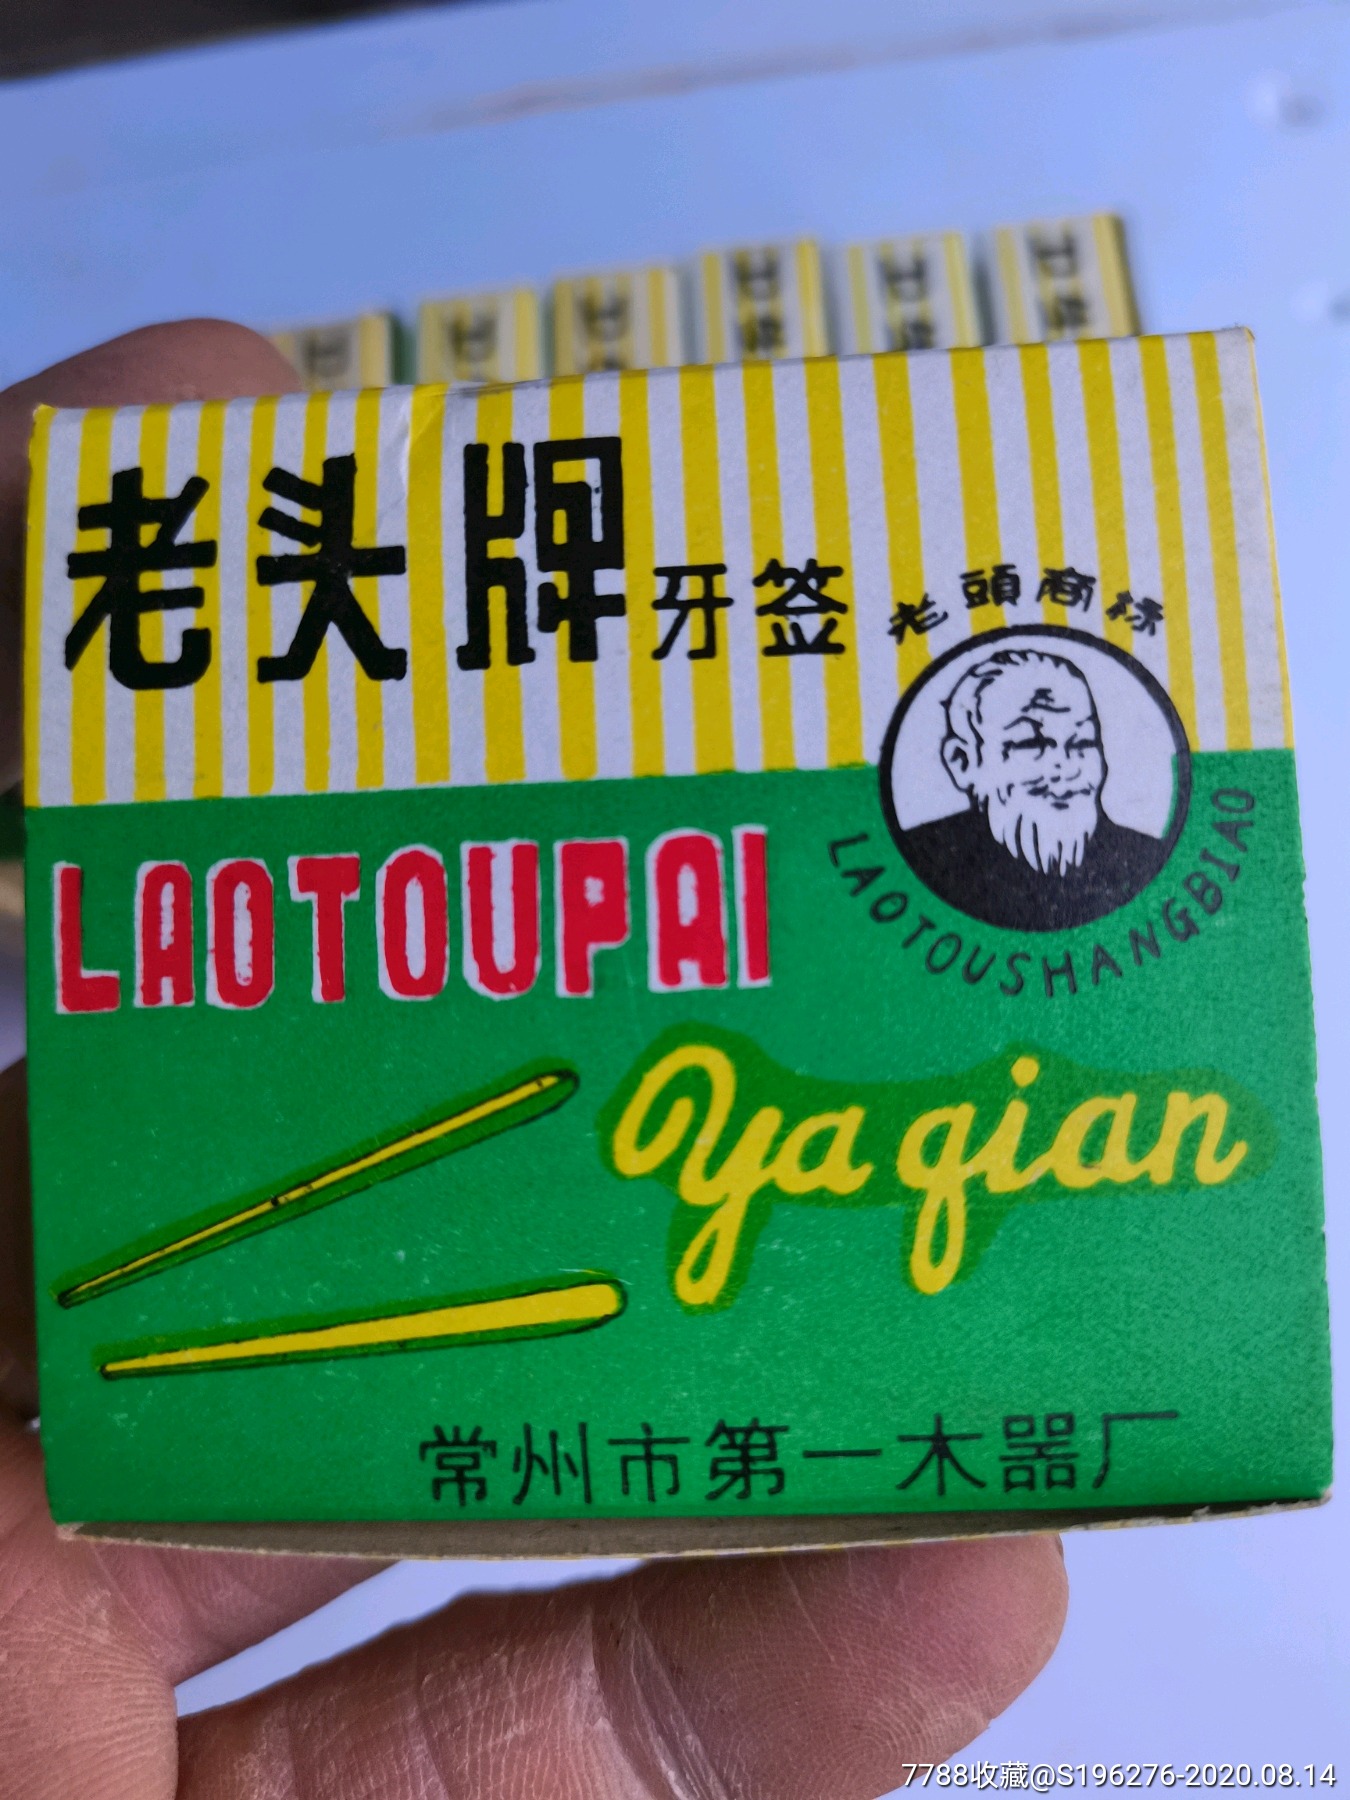 老头牌牙签
老頭商标
LAOTOUPAI
LAOTOUSHANGBIAO
Ya qian
常州市第一木器厂
7788收藏@S196276-2020.08.14